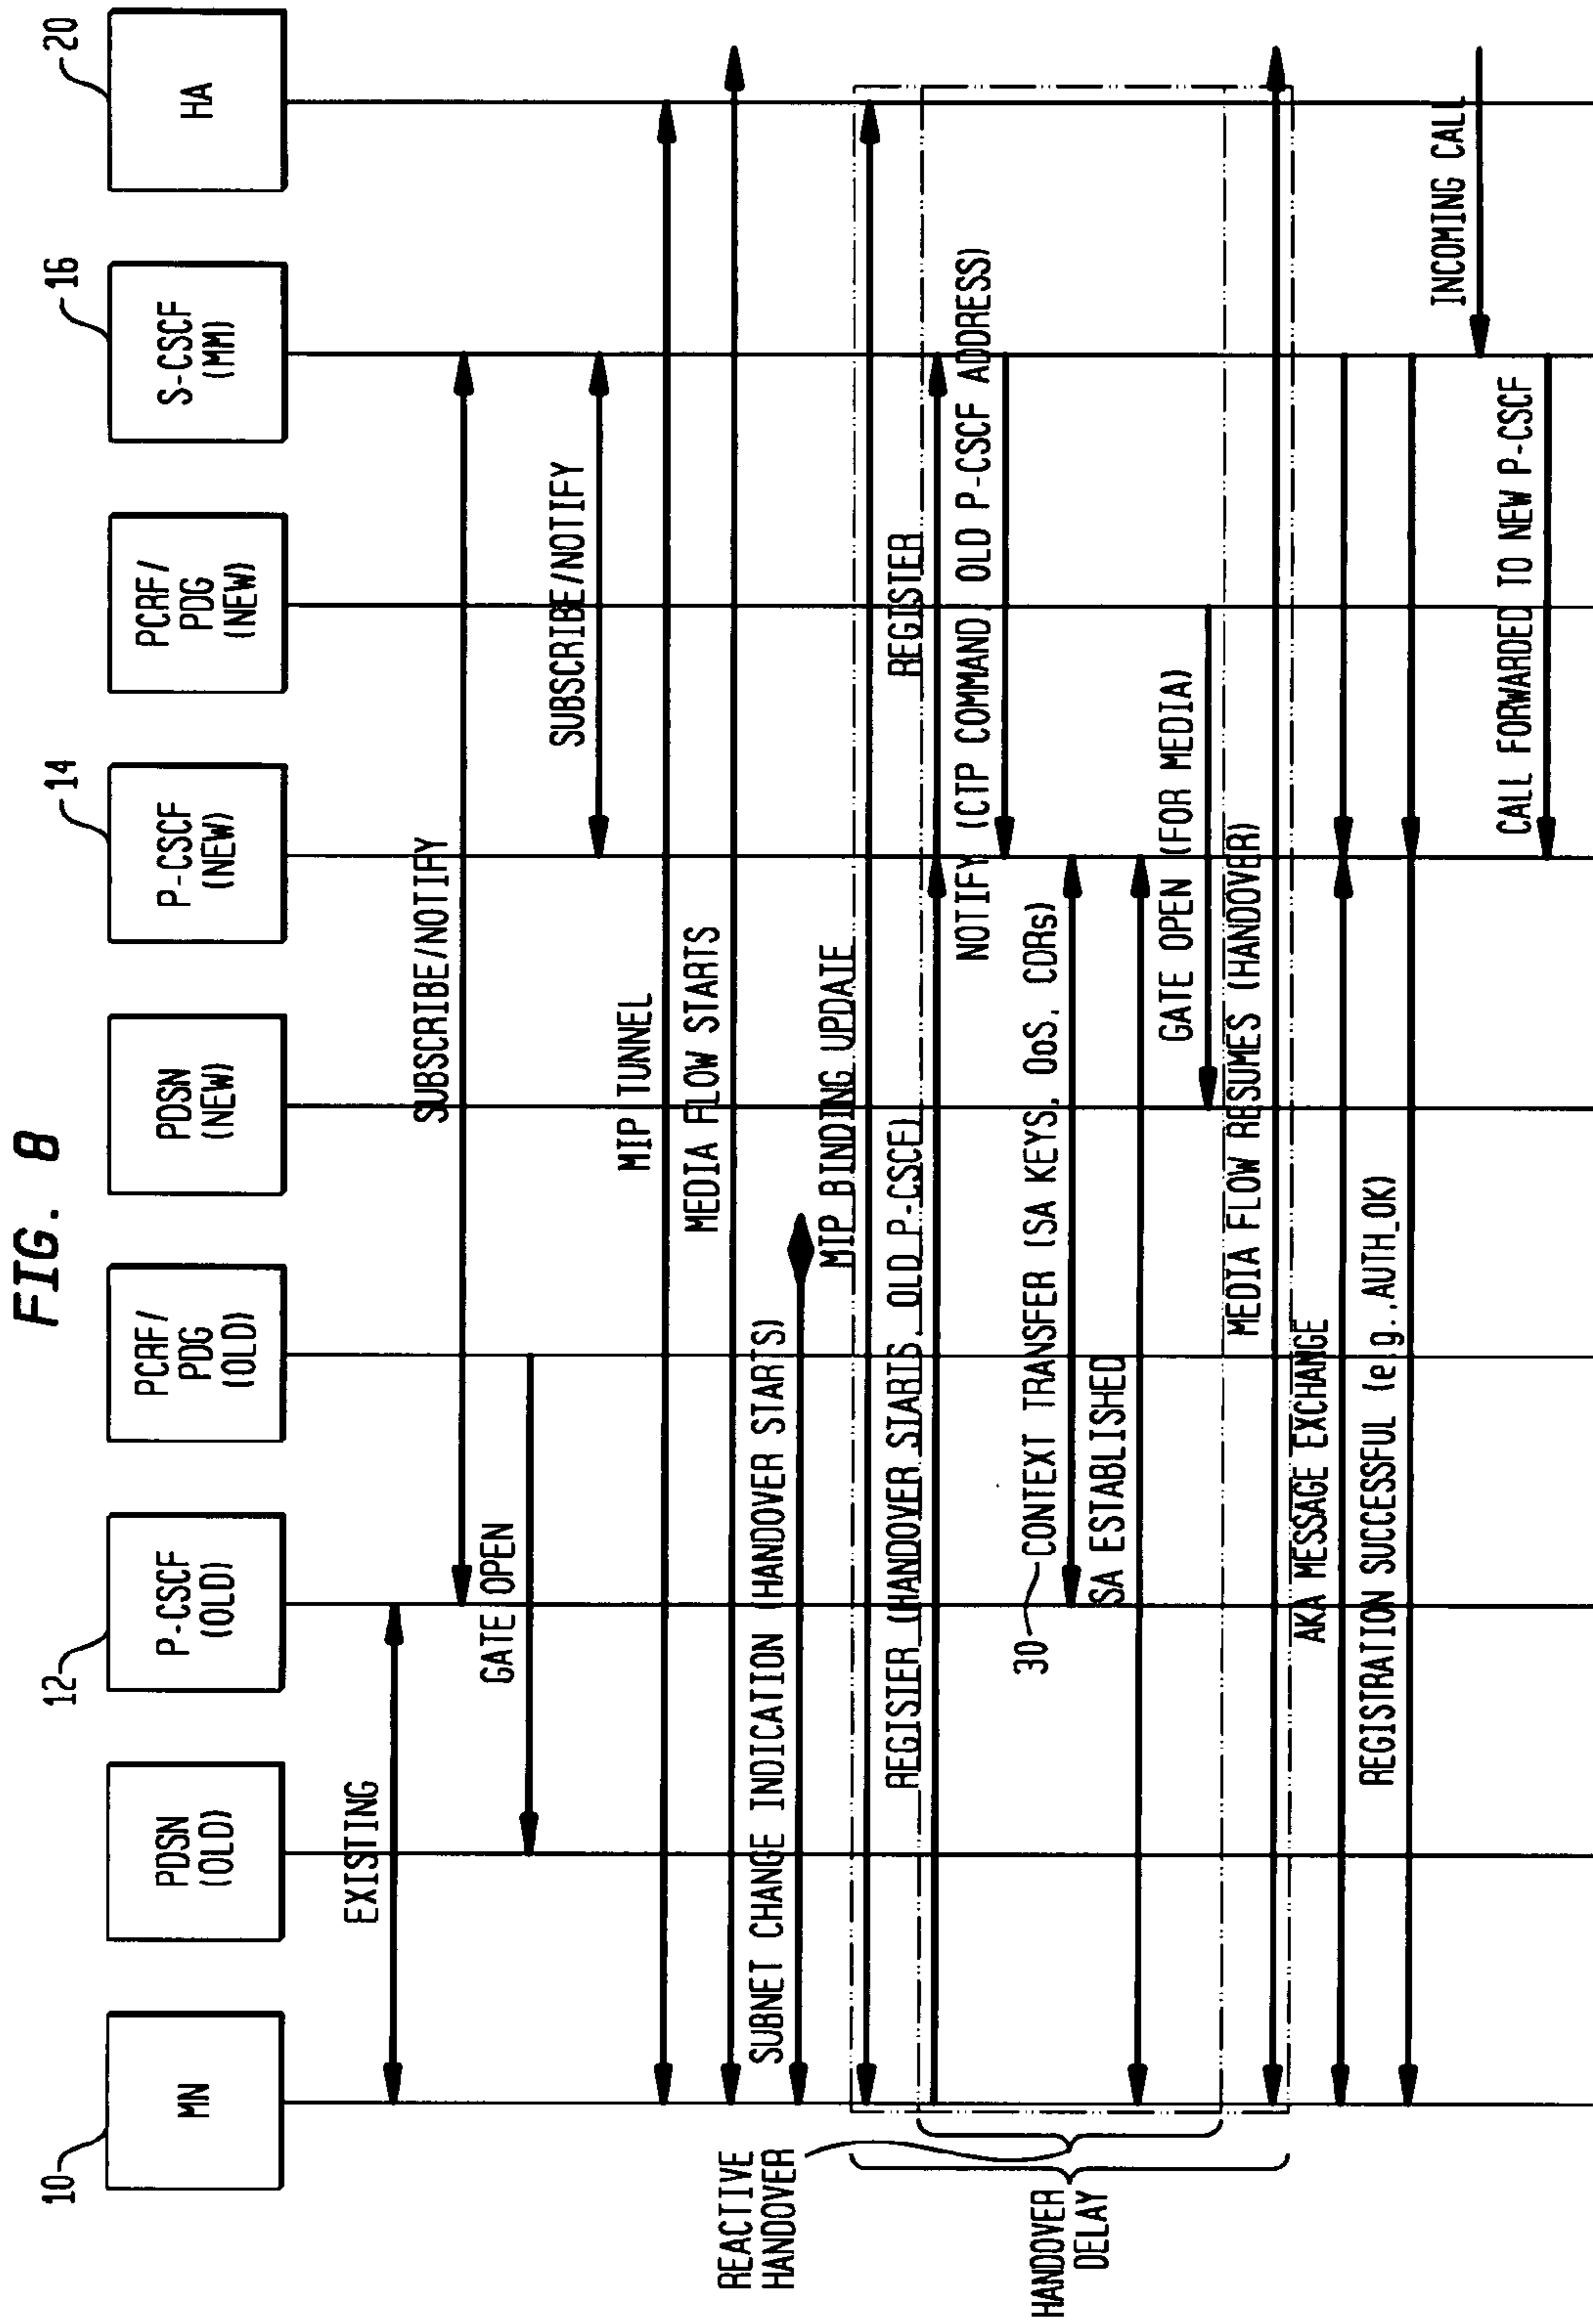 FIG. 8
10
MN
PDSN
(OLD)
12
P-CSCF
(OLD)
PCRF/
PDG
(OLD)
PDSN
(NEW)
14
P-CSCF
(NEW)
PCRF/
PDG
(NEW)
16
S-CSCF
(MM)
20
HA
EXISTING
SUBSCRIBE/NOTIFY
GATE OPEN
SUBSCRIBE/NOTIFY
MIP TUNNEL
MEDIA FLOW STARTS
SUBNET CHANGE INDICATION (HANDOVER STARTS)
MIP BINDING UPDATE
REACTIVE
HANDOVER
REGISTER (HANDOVER STARTS, OLD P-CSCF)
REGISTER
NOTIFY (CTP COMMAND, OLD P-CSCF ADDRESS)
30
CONTEXT TRANSFER (SA KEYS, QoS, CDRs)
HANDOVER
DELAY
SA ESTABLISHED
GATE OPEN (FOR MEDIA)
MEDIA FLOW RESUMES (HANDOVER)
AKA MESSAGE EXCHANGE
REGISTRATION SUCCESSFUL (e.g.,AUTH_OK)
INCOMING CALL
CALL FORWARDED TO NEW P-CSCF